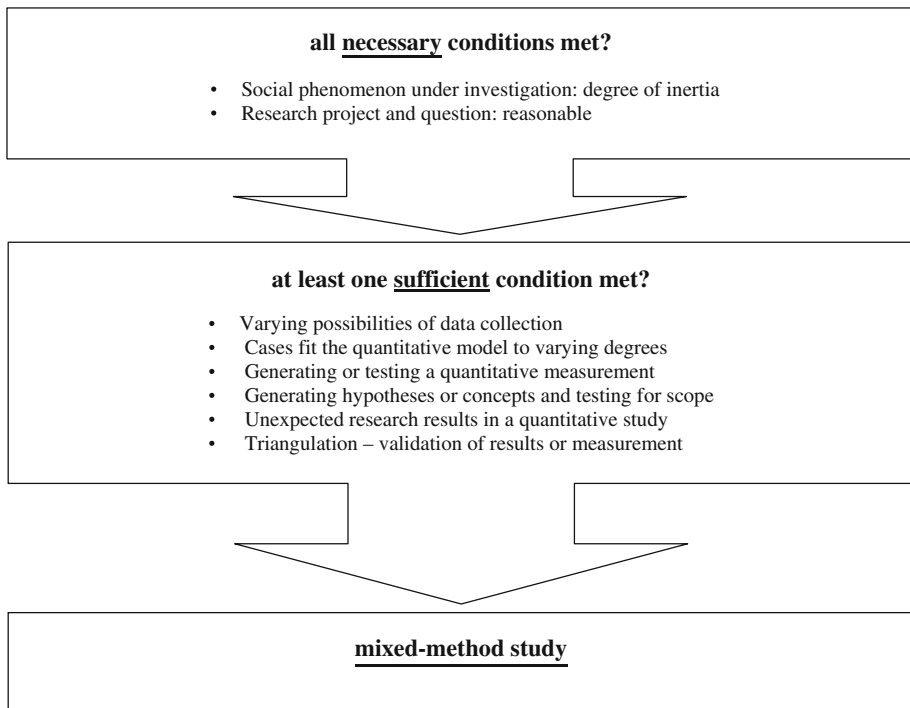 all necessary conditions met?
• Social phenomenon under investigation: degree of inertia
• Research project and question: reasonable
at least one sufficient condition met?
• Varying possibilities of data collection
• Cases fit the quantitative model to varying degrees
• Generating or testing a quantitative measurement
• Generating hypotheses or concepts and testing for scope
• Unexpected research results in a quantitative study
• Triangulation – validation of results or measurement
mixed-method study